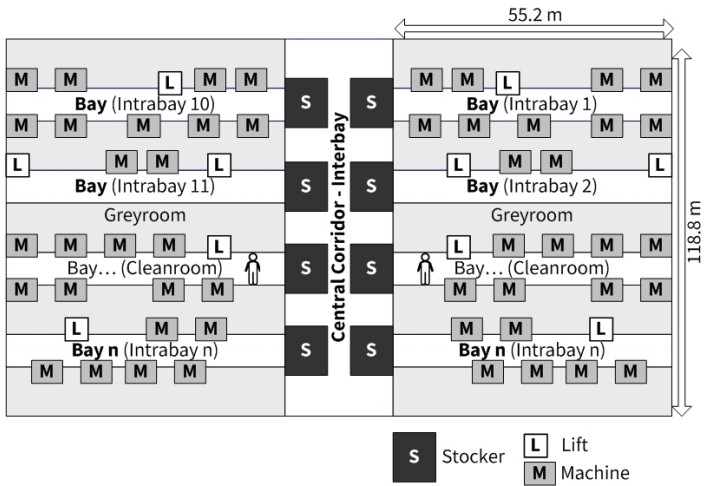 55.2 m
M M L M M M M L M M
Bay (Intrabay 10) S S Bay (Intrabay 1)
M M M M M M M M M M
L M M L L M M L
Bay (Intrabay 11) S S Bay (Intrabay 2)
Greyroom Greyroom
Central Corridor - Interbay
118.8 m
M M M M L L M M M M
Bay… (Cleanroom) S S Bay… (Cleanroom)
M M M M M M M M
L M M M M L
Bay n (Intrabay n) S S Bay n (Intrabay n)
M M M M M M M M
S Stocker
L Lift
M Machine